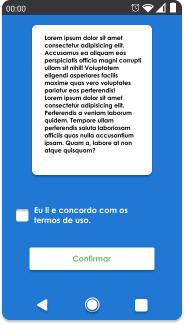 00:00
Lorem ipsum dolor sit amet
consectetur adipisicing elit.
Accusamus ea aliquam eos
perspiciatis officia magni corrupti
ullam sit nihil! Voluptatem
eligendi asperiores facilis
maxime quas vero voluptates
pariatur eos perferendis!
Lorem ipsum dolor sit amet
consectetur adipisicing elit.
Perferendis a veniam laborum
quidem. Tempore ullam
perferendis soluta laboriosam
officiis quos nulla accusantium
ipsam. Quam a, labore at non
atque quisquam?
Eu li e concordo com os
termos de uso.
Confirmar